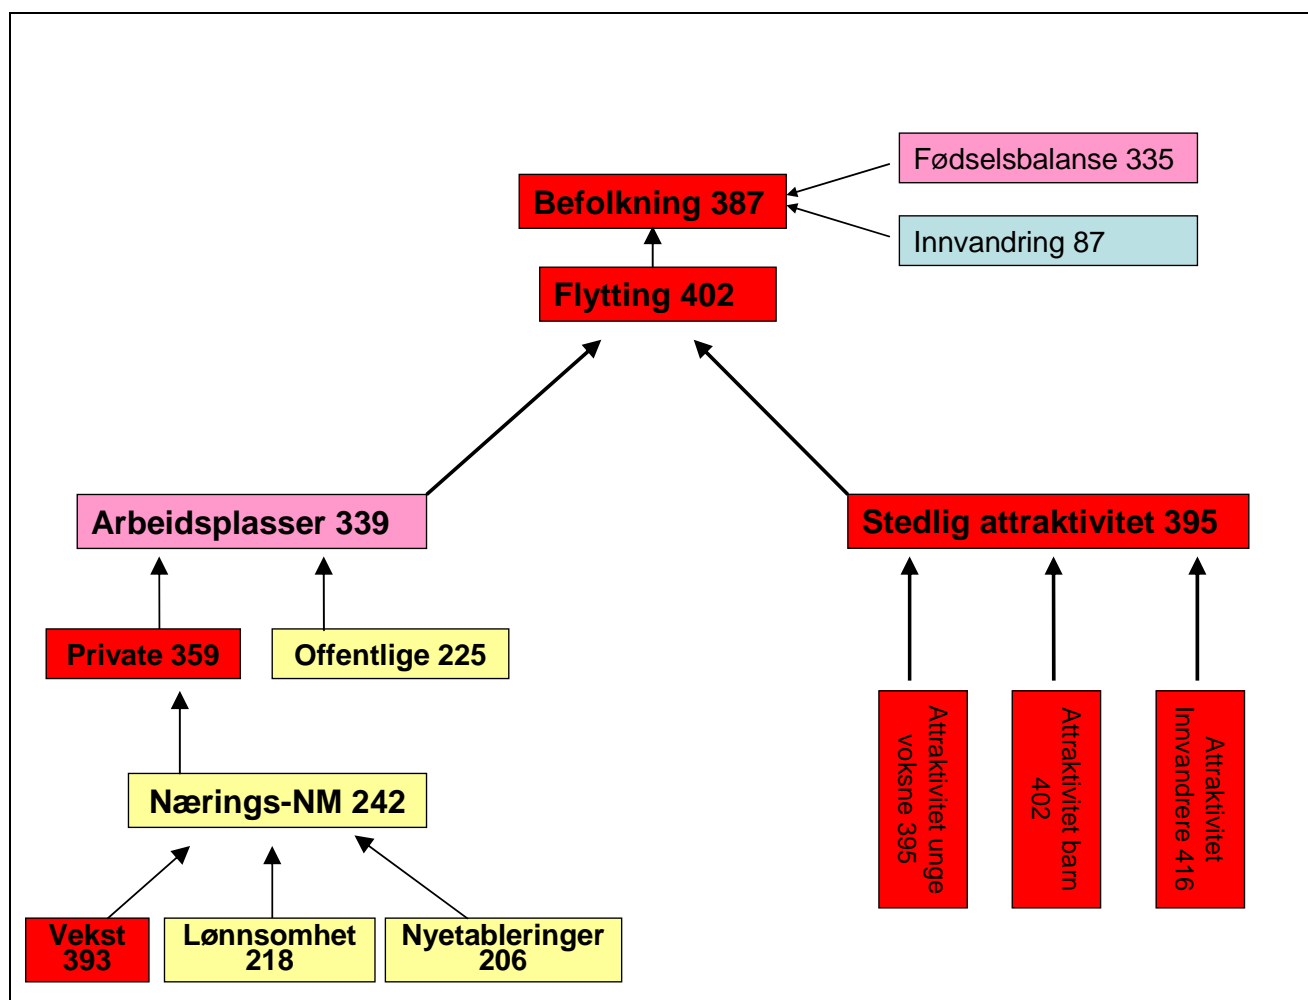 Fødselsbalanse 335
Befolkning 387
Innvandring 87
Flytting 402
Arbeidsplasser 339
Stedlig attraktivitet 395
Private 359
Offentlige 225
Attraktivitet unge
voksne 395
Attraktivitet barn
402
Attraktivitet
Innvandrere 416
Nærings-NM 242
Vekst
393
Lønnsomhet
218
Nyetableringer
206